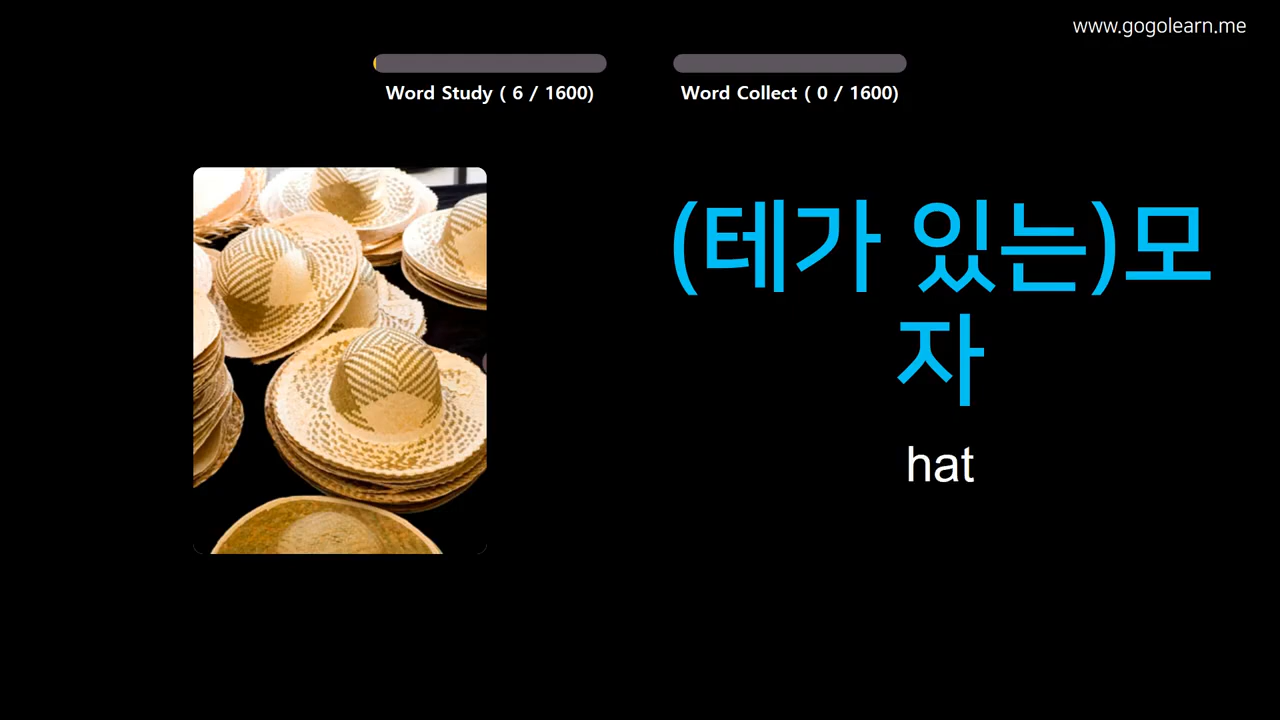 www.gogolearn.me
Word Study ( 6 / 1600)
Word Collect ( 0 / 1600)
(테가 있는)모
자
hat